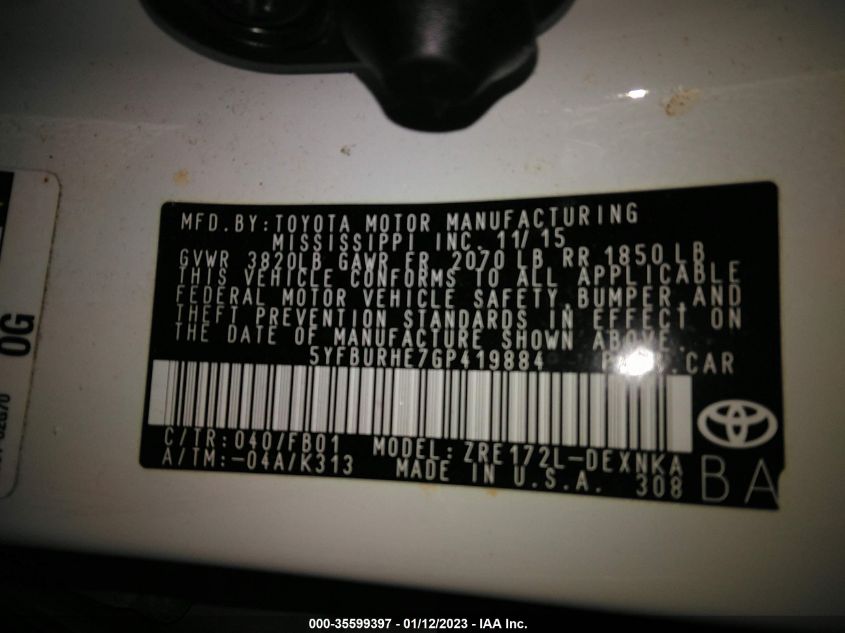 MFD.BY:TOYOTA MOTOR MANUFACTURING
MISSISSIPPI INC. 11/15
GVWR 3820LB GAWR FR 2070 LB RR 1850 LB
THIS VEHICLE CONFORMS TO ALL APPLICABLE
FEDERAL MOTOR VEHICLE SAFETY, BUMPER, AND
THEFT PREVENTION STANDARDS IN EFFECT ON
THE DATE OF MANUFACTURE SHOWN ABOVE.
5YFBURHE7GP419884 CAR
C/TR: 040/FB01 MODEL: ZRE172L-DEXNKA
A/TM:-04A/K313 MADE IN U.S.A. 308 BA
0G
000-35599397 - 01/12/2023 - IAA Inc.